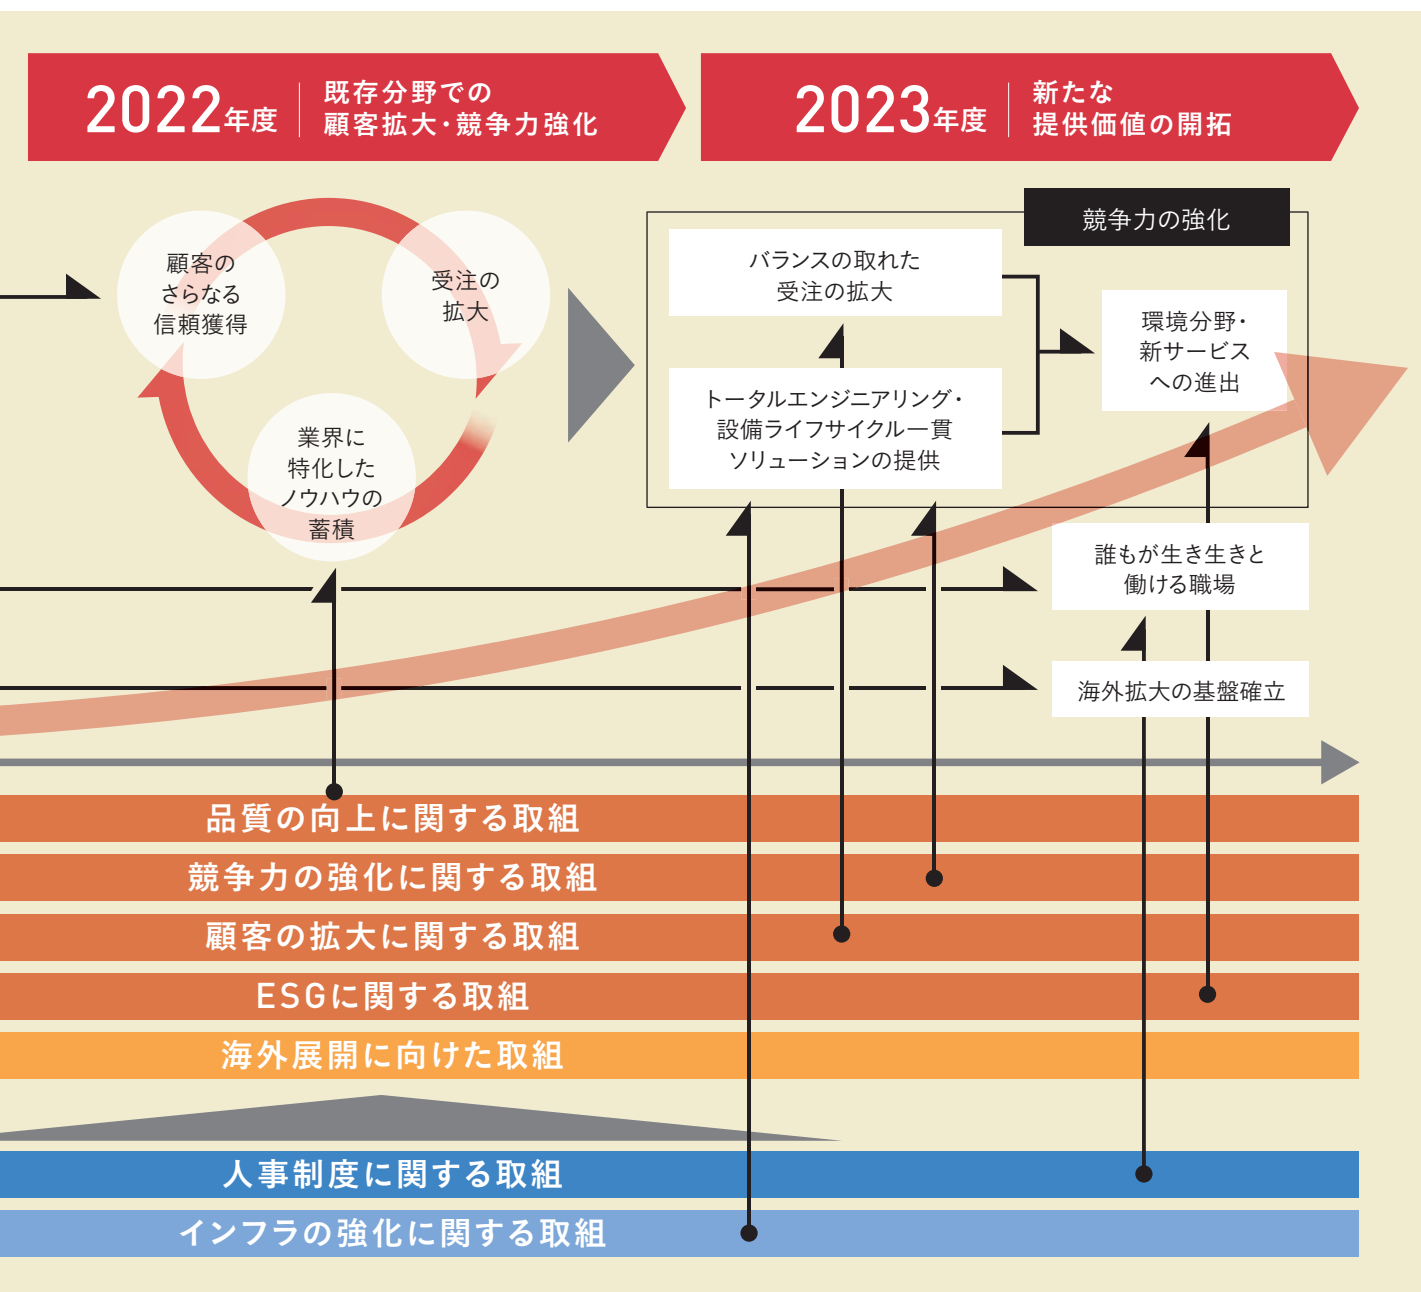 2022年度
既存分野での
顧客拡大・競争力強化
2023年度
新たな
提供価値の開拓
顧客の
さらなる
信頼獲得
受注の
拡大
業界に
特化した
ノウハウの
蓄積
競争力の強化
バランスの取れた
受注の拡大
トータルエンジニアリング・
設備ライフサイクル一貫
ソリューションの提供
環境分野・
新サービス
への進出
誰もが生き生きと
働ける職場
海外拡大の基盤確立
品質の向上に関する取組
競争力の強化に関する取組
顧客の拡大に関する取組
ESGに関する取組
海外展開に向けた取組
人事制度に関する取組
インフラの強化に関する取組